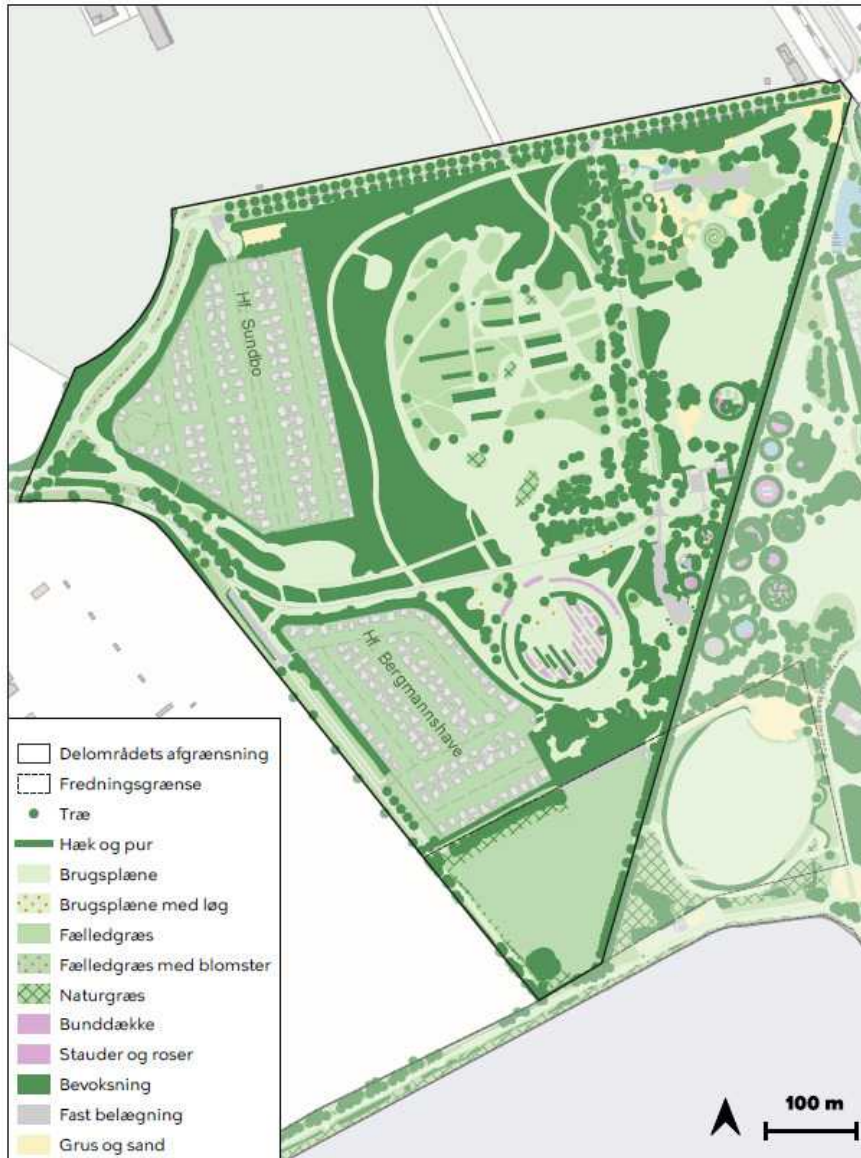 Hf. Sundbo
Hf. Bergmannshave
Delområdets afgrænsning
Fredningsgrænse
Træ
Hæk og pur
Brugsplæne
Brugsplæne med løg
Fælledgræs
Fælledgræs med blomster
Naturgræs
Bunddække
Stauder og roser
Bevoksning
Fast belægning
Grus og sand
100 m